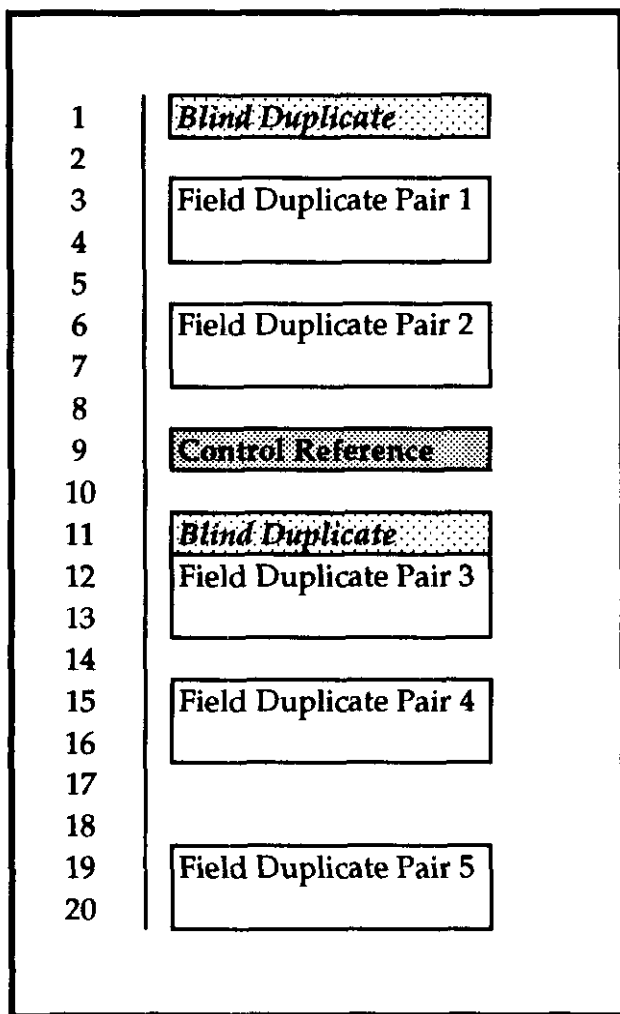 1 Blind Duplicate
2
3 Field Duplicate Pair 1
4
5
6 Field Duplicate Pair 2
7
8
9 Control Reference
10
11 Blind Duplicate
12 Field Duplicate Pair 3
13
14
15 Field Duplicate Pair 4
16
17
18
19 Field Duplicate Pair 5
20